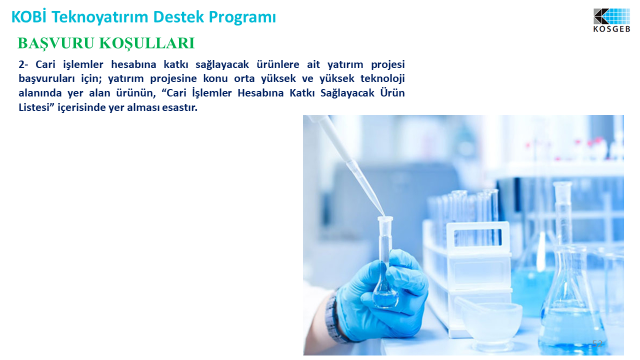 KOBİ Teknoyatırım Destek Programı
KOSGEB
BAŞVURU KOŞULLARI
2- Cari işlemler hesabına katkı sağlayacak ürünlere ait yatırım projesi
başvuruları için; yatırım projesine konu orta yüksek ve yüksek teknoloji
alanında yer alan ürünün, “Cari İşlemler Hesabına Katkı Sağlayacak Ürün
Listesi” içerisinde yer alması esastır.